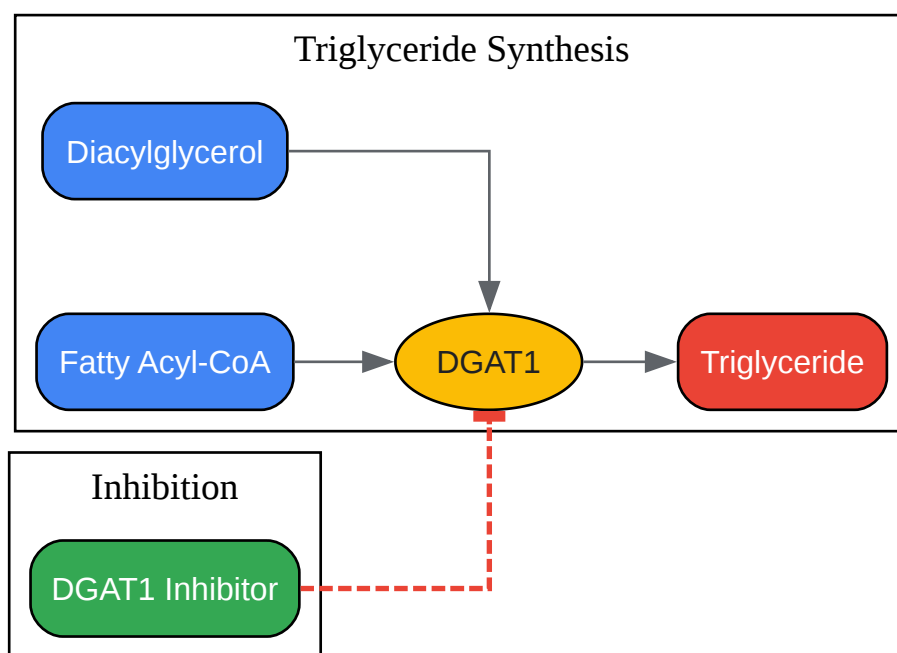 Triglyceride Synthesis
Diacylglycerol
Fatty Acyl-CoA
DGAT1
Triglyceride
Inhibition
DGAT1 Inhibitor